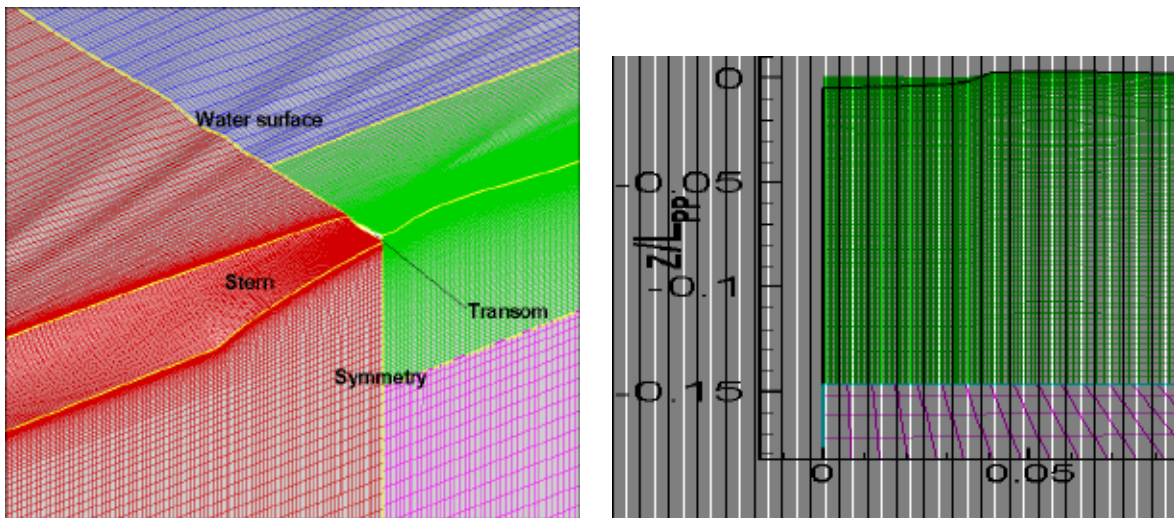 Water surface
Stern
Transom
Symmetry
0
-0.05
z/Lpp
-0.1
-0.15
0
0.05